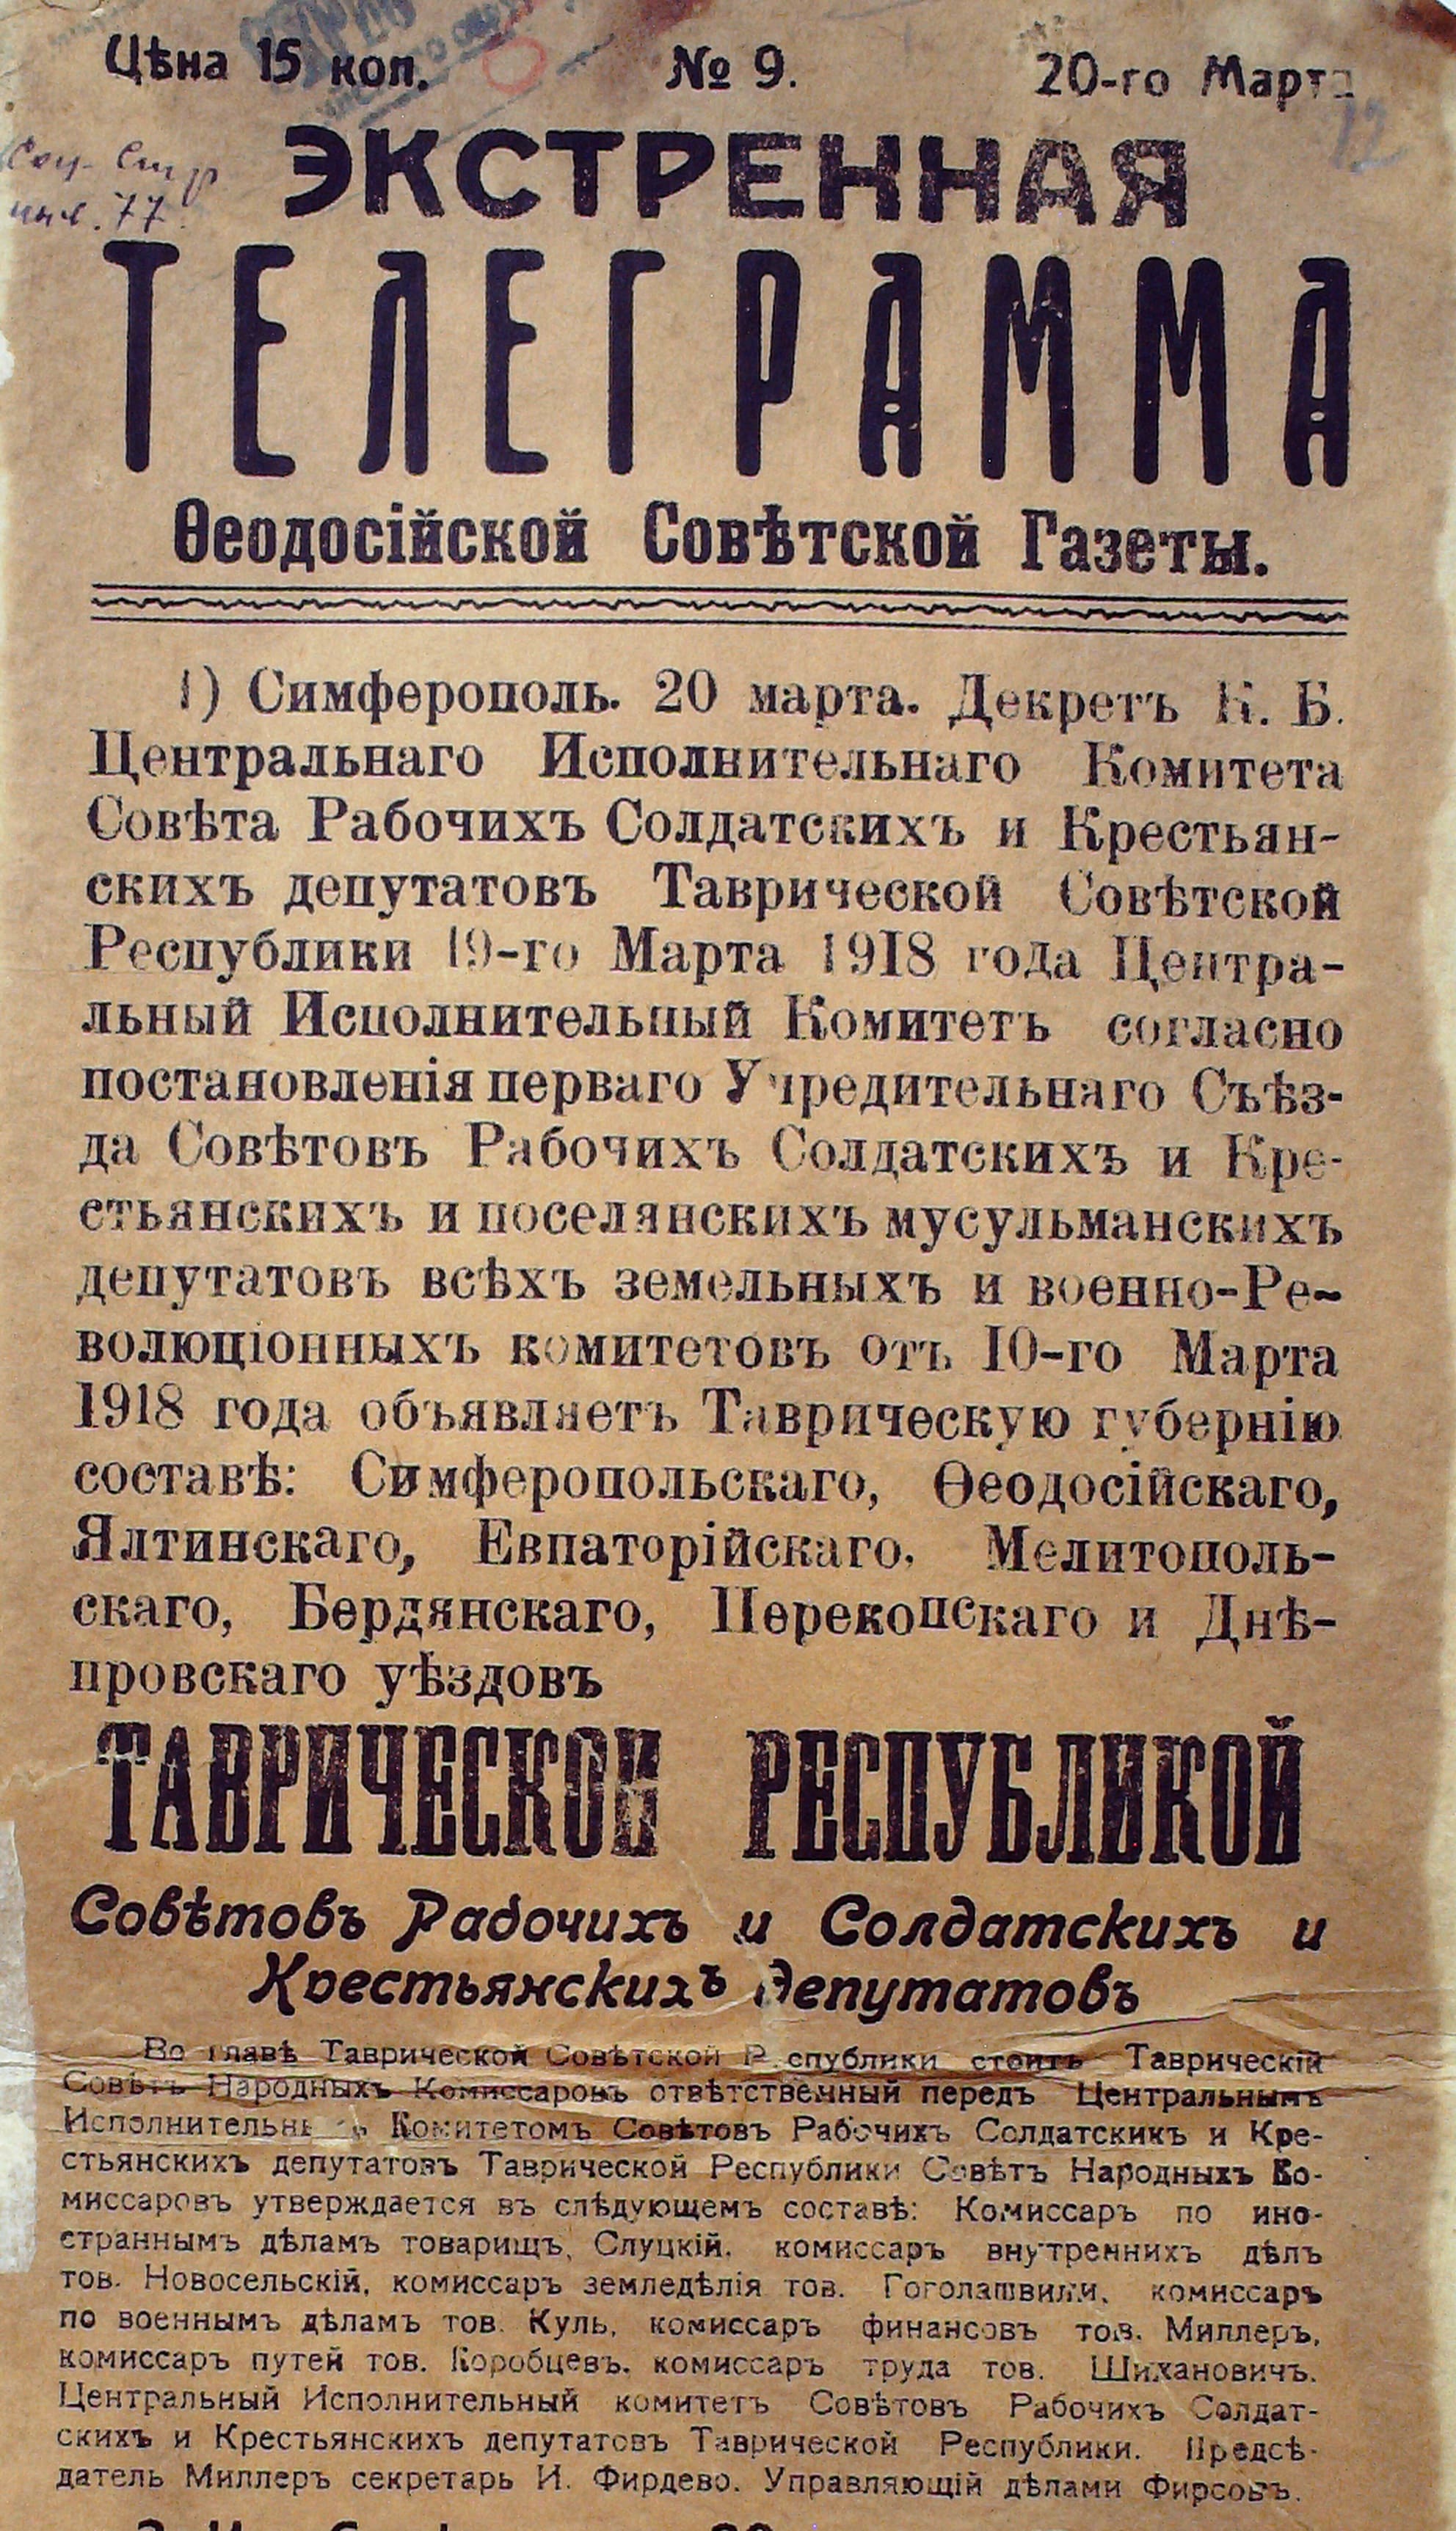 Цѣна 15 коп. № 9. 20-го Марта
ЭКСТРЕННАЯ
ТЕЛЕГРАММА
Ѳеодосійской Совѣтской Газеты.
1) Симферополь. 20 марта. Декретъ К. Б.
Центральнаго Исполнительнаго Комитета
Совѣта Рабочихъ Солдатскихъ и Крестьян-
скихъ депутатовъ Таврической Совѣтской
Республики 19-го Марта 1918 года Центра-
льный Исполнительный Комитетъ согласно
постановленія перваго Учредительнаго Съѣз-
да Совѣтовъ Рабочихъ Солдатскихъ и Кре-
стьянскихъ и поселянскихъ мусульманскихъ
депутатовъ всѣхъ земельныхъ и военно-Ре-
волюціонныхъ комитетовъ отъ 10-го Марта
1918 года объявляетъ Таврическую губернію
составѣ: Симферопольскаго, Ѳеодосійскаго,
Ялтинскаго, Евпаторійскаго, Мелитополь-
скаго, Бердянскаго, Перекопскаго и Днѣ-
провскаго уѣздовъ
ТАВРИЧЕСКОЙ РЕСПУБЛИКОЙ
Совѣтовъ Рабочихъ и Солдатскихъ и
Крестьянскихъ Депутатовъ
Во главѣ Таврической Совѣтской Республики стоитъ Таврическій
Совѣтъ Народныхъ Комиссаровъ отвѣтственный передъ Центральнымъ
Исполнительнымъ Комитетомъ Совѣтовъ Рабочихъ Солдатскикъ и Кре-
стьянскихъ депутатовъ Таврической Республики Совѣтъ Народныхъ Ко-
миссаровъ утверждается въ слѣдующемъ составѣ: Комиссаръ по ино-
страннымъ дѣламъ товарищъ, Слуцкій, комиссаръ внутреннихъ дѣлъ
тов. Новосельскій, комиссаръ земледѣлія тов. Гоголашвили, комиссаръ
по военнымъ дѣламъ тов. Куль, комиссаръ финансовъ тов. Миллеръ,
комиссаръ путей тов. Коробцевъ, комиссаръ труда тов. Шихановичъ.
Центральный Исполнительный комитетъ Совѣтовъ Рабочихъ Солдат-
скихъ и Крестьянскихъ депутатовъ Таврической Республики. Предсѣ-
датель Миллеръ секретарь И. Фирдево. Управляющій дѣлами Фирсовъ.